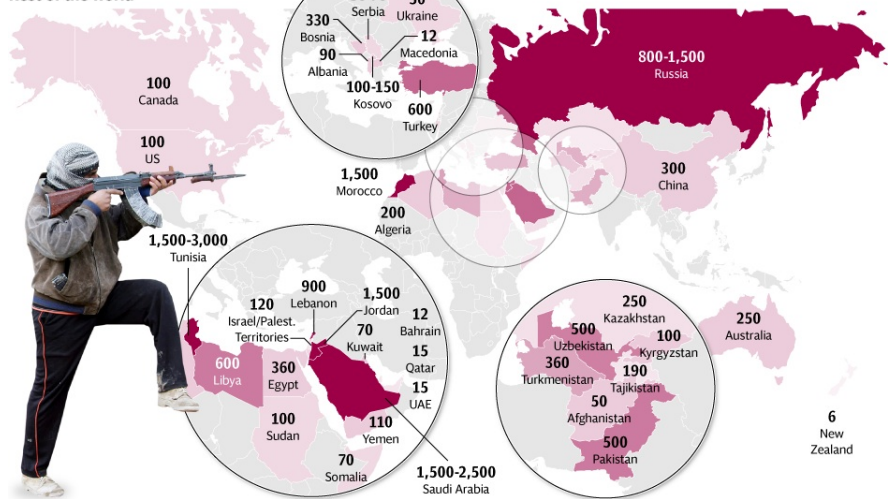 330
Bosnia
Serbia
Ukraine
90
Albania
12
Macedonia
100-150
Kosovo
600
Turkey
800-1,500
Russia
100
Canada
100
US
1,500
Morocco
200
Algeria
300
China
1,500-3,000
Tunisia
900
Lebanon
120
Israel/Palest.
Territories
1,500
Jordan
70
Kuwait
12
Bahrain
15
Qatar
15
UAE
600
Libya
360
Egypt
100
Sudan
110
Yemen
70
Somalia
1,500-2,500
Saudi Arabia
250
Kazakhstan
500
Uzbekistan
100
Kyrgyzstan
360
Turkmenistan
190
Tajikistan
50
Afghanistan
500
Pakistan
250
Australia
6
New
Zealand